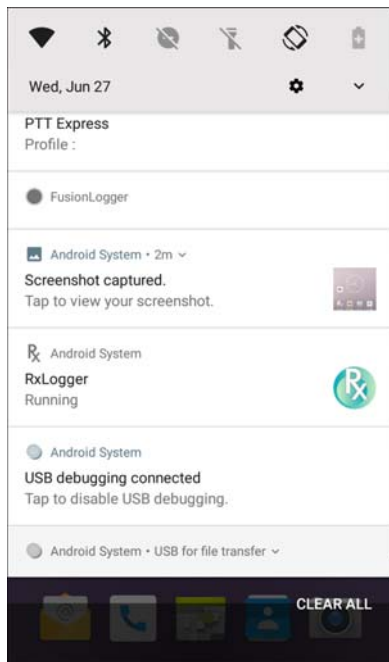 Wed, Jun 27
PTT Express
Profile :
FusionLogger
Android System • 2m
Screenshot captured.
Tap to view your screenshot.
Rx Android System
RxLogger
Running
Rx
Android System
USB debugging connected
Tap to disable USB debugging.
Android System • USB for file transfer
CLEAR ALL